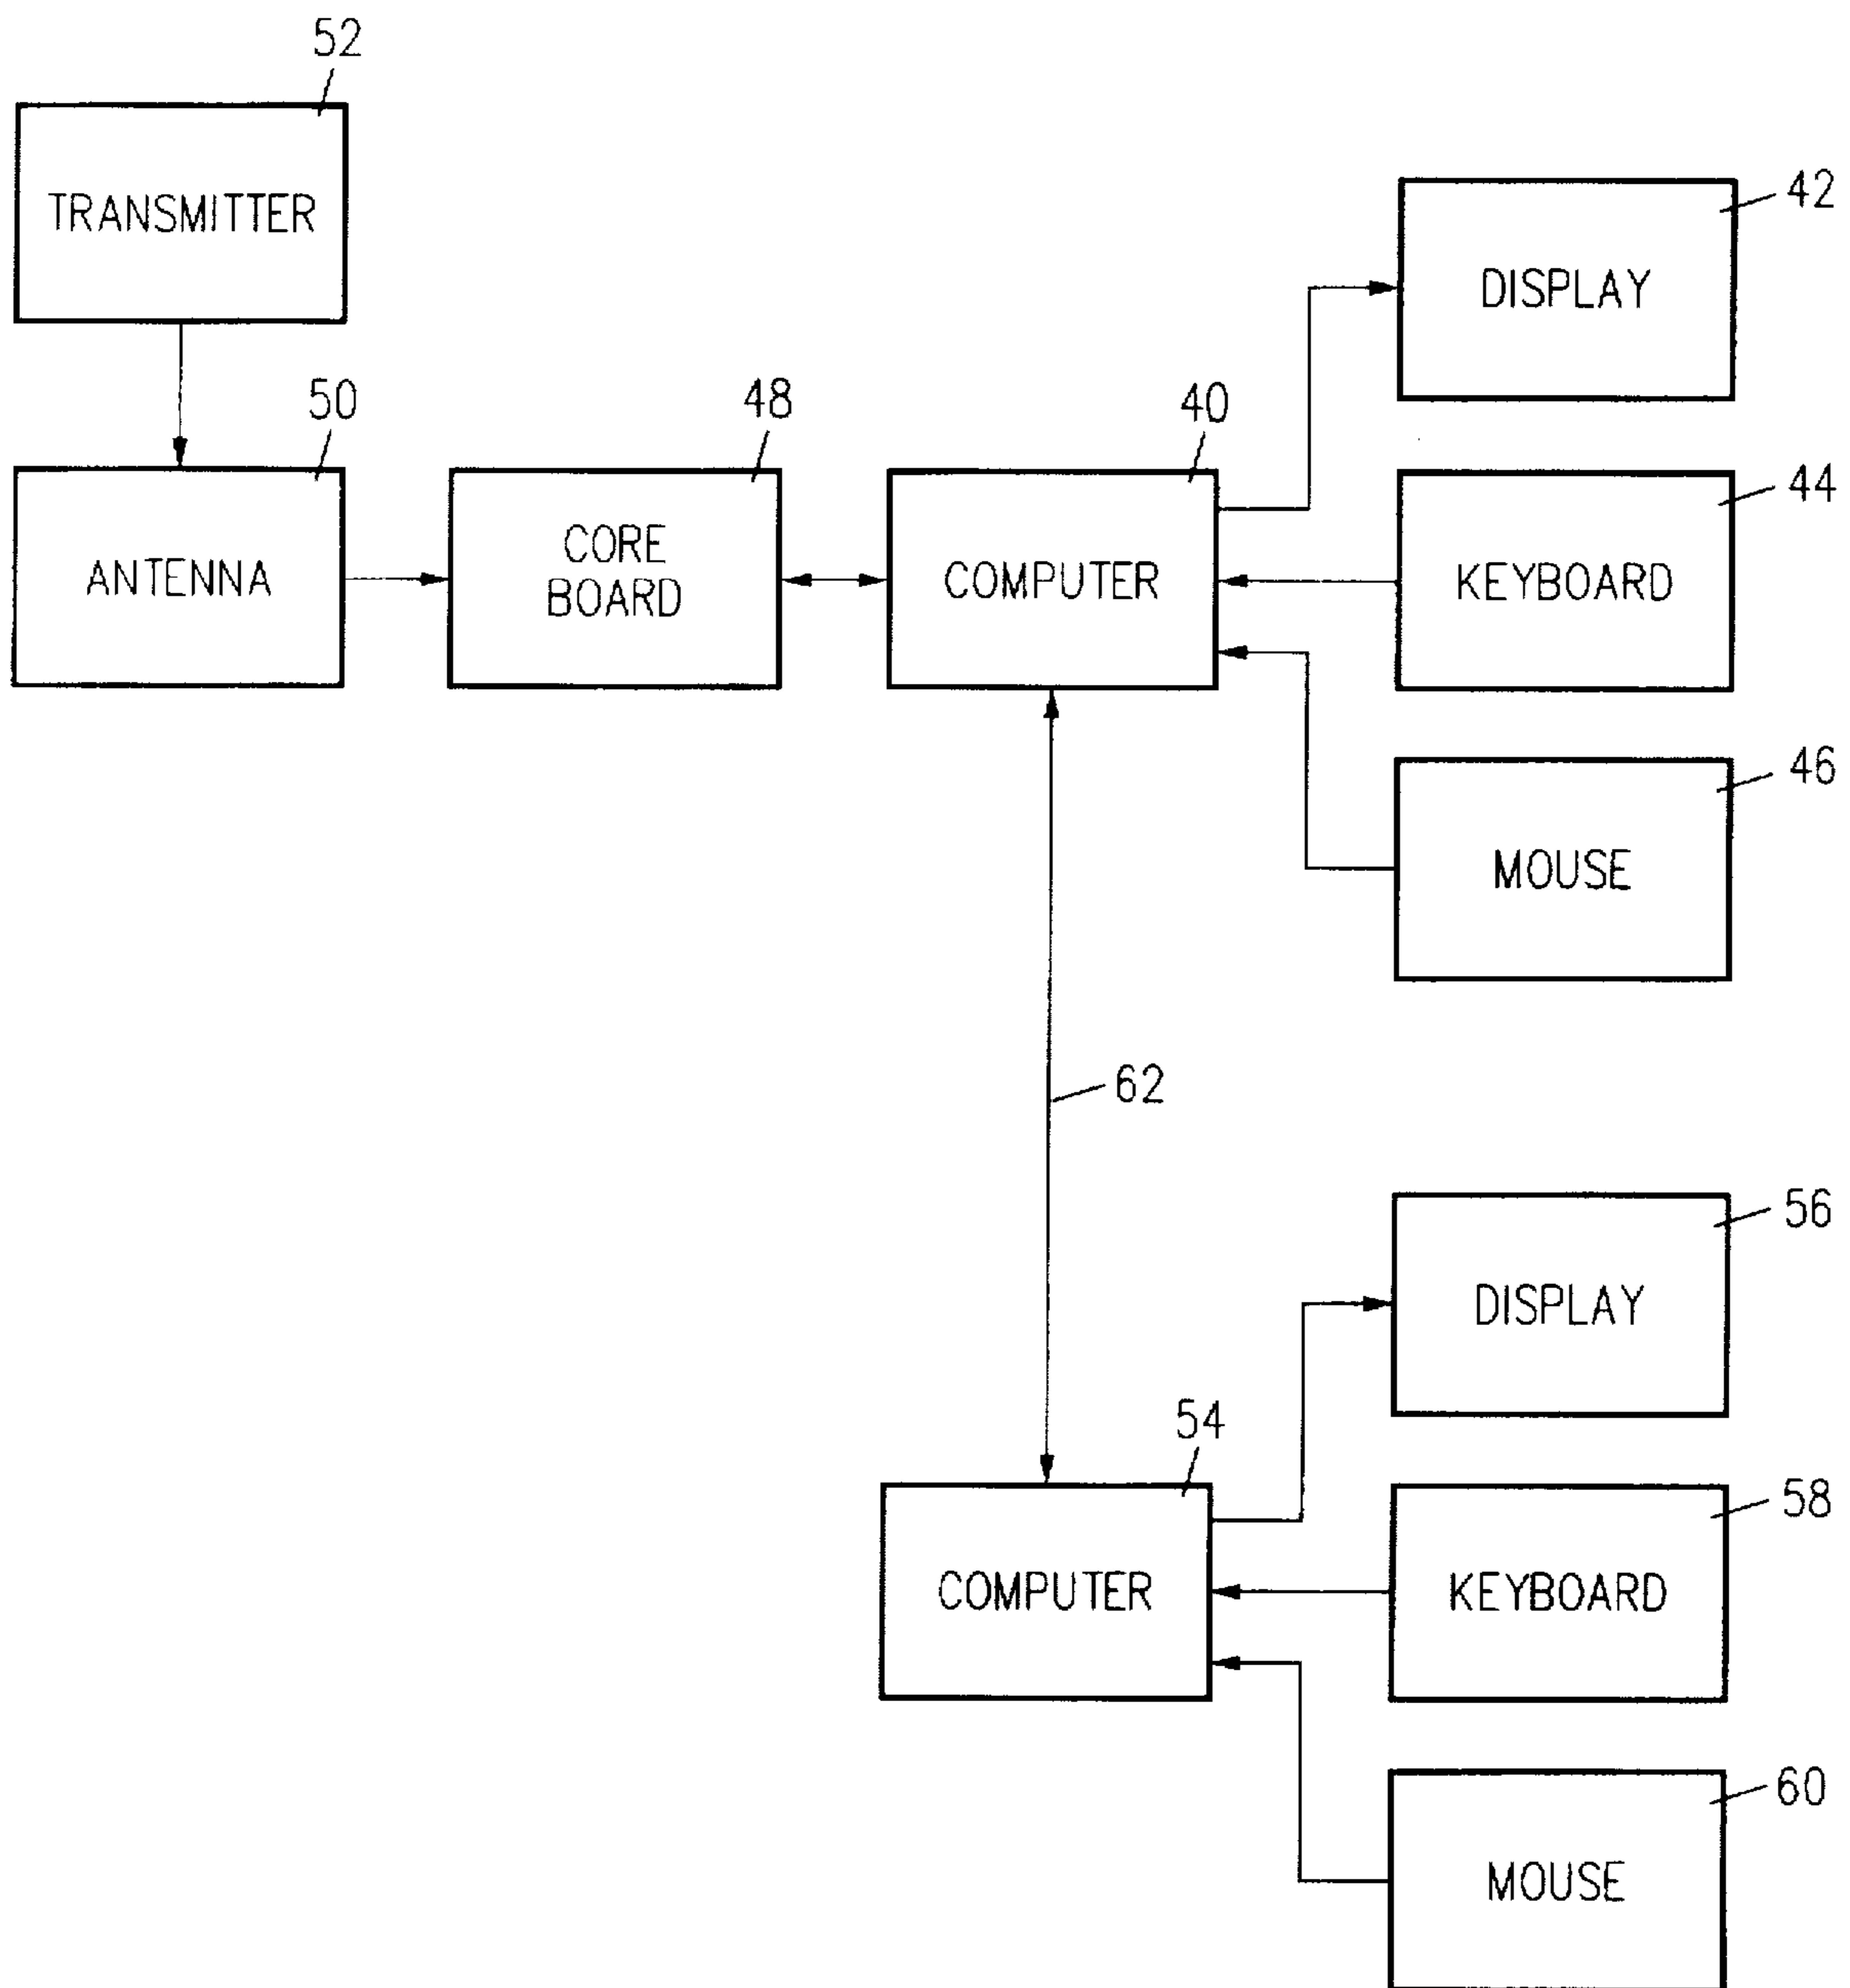 52
TRANSMITTER
42
DISPLAY
50
ANTENNA
48
CORE
BOARD
40
COMPUTER
44
KEYBOARD
46
MOUSE
62
56
DISPLAY
54
COMPUTER
58
KEYBOARD
60
MOUSE